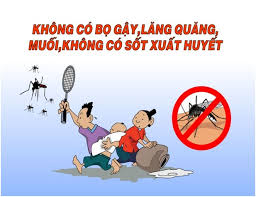 KHÔNG CÓ BỌ GẬY,LĂNG QUĂNG,
MUỖI,KHÔNG CÓ SỐT XUẤT HUYẾT